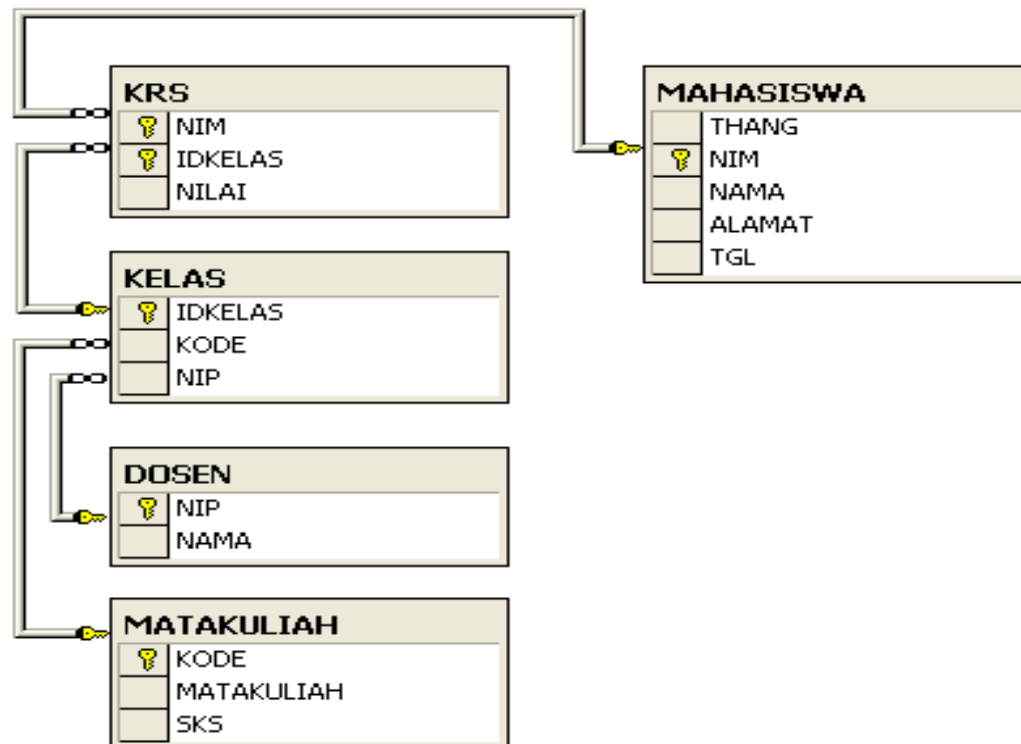 KRS
NIM
IDKELAS
NILAI
MAHASISWA
THANG
NIM
NAMA
ALAMAT
TGL
KELAS
IDKELAS
KODE
NIP
DOSEN
NIP
NAMA
MATAKULIAH
KODE
MATAKULIAH
SKS